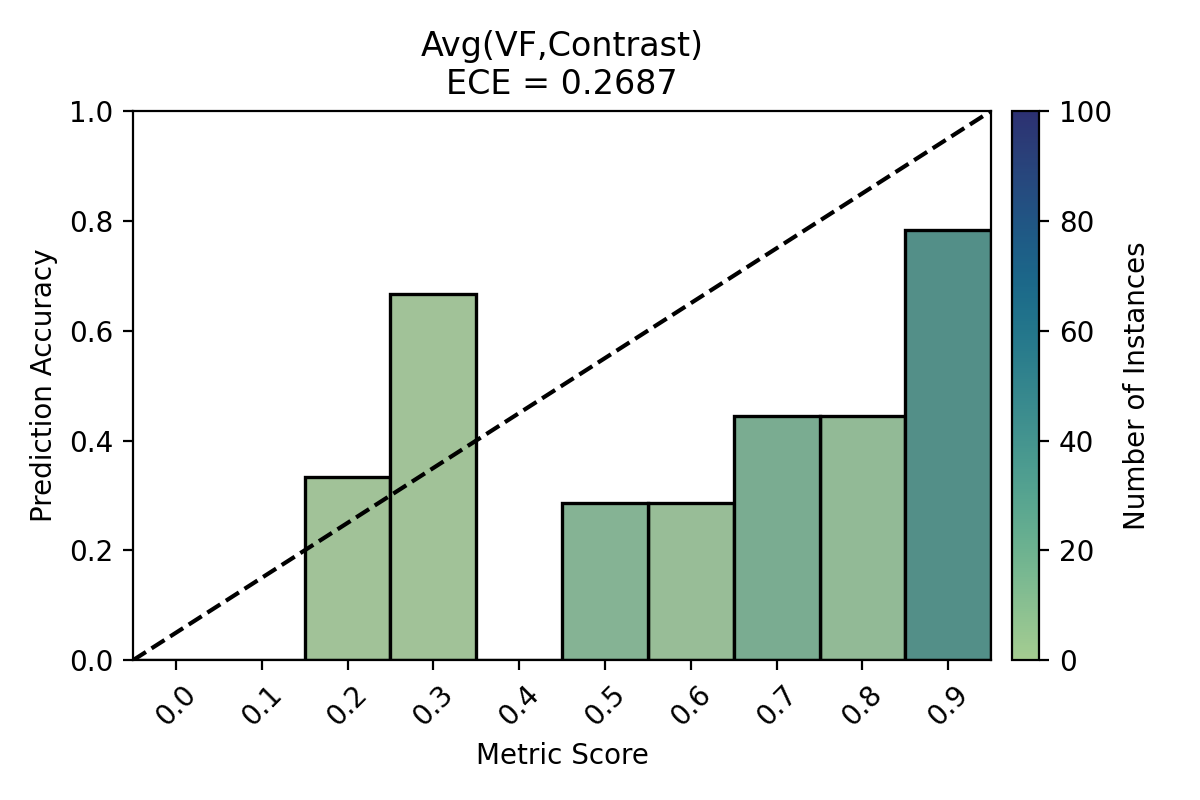 Avg(VF,Contrast)
ECE = 0.2687
Prediction Accuracy
1.0
0.8
0.6
0.4
0.2
0.0
0.0 0.1 0.2 0.3 0.4 0.5 0.6 0.7 0.8 0.9
Metric Score
100
80
60
40
20
0
Number of Instances